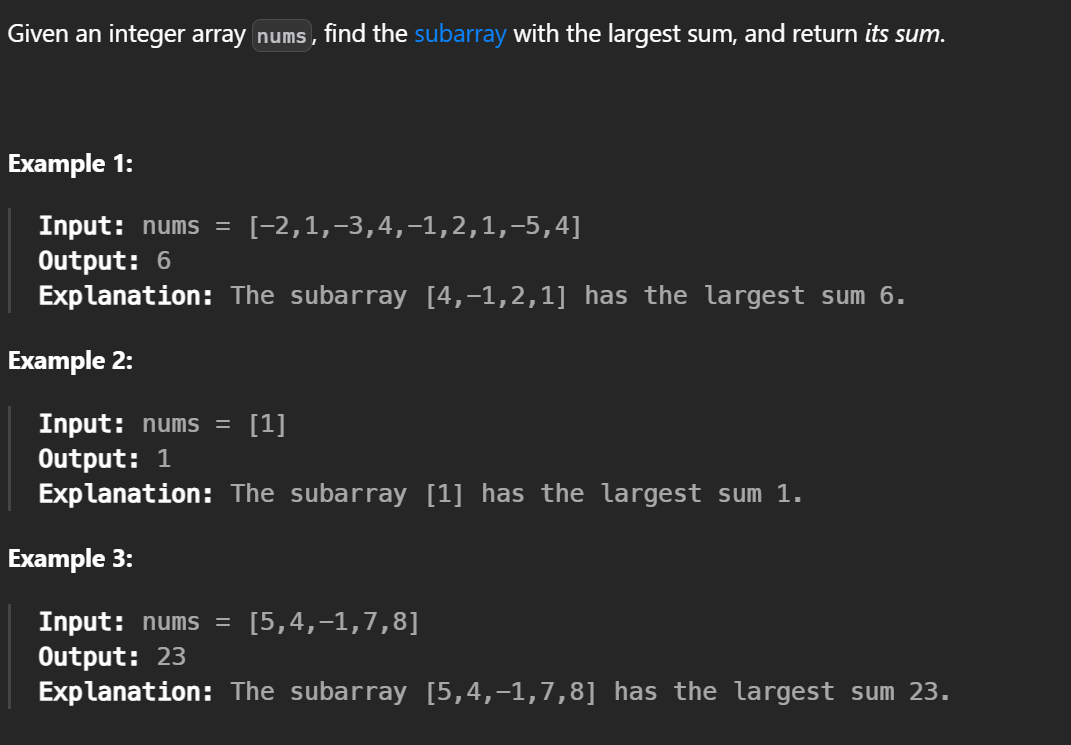 Given an integer array nums, find the subarray with the largest sum, and return its sum.
Example 1:
Input: nums = [−2,1,−3,4,−1,2,1,−5,4]
Output: 6
Explanation: The subarray [4,−1,2,1] has the largest sum 6.
Example 2:
Input: nums = [1]
Output: 1
Explanation: The subarray [1] has the largest sum 1.
Example 3:
Input: nums = [5,4,−1,7,8]
Output: 23
Explanation: The subarray [5,4,−1,7,8] has the largest sum 23.